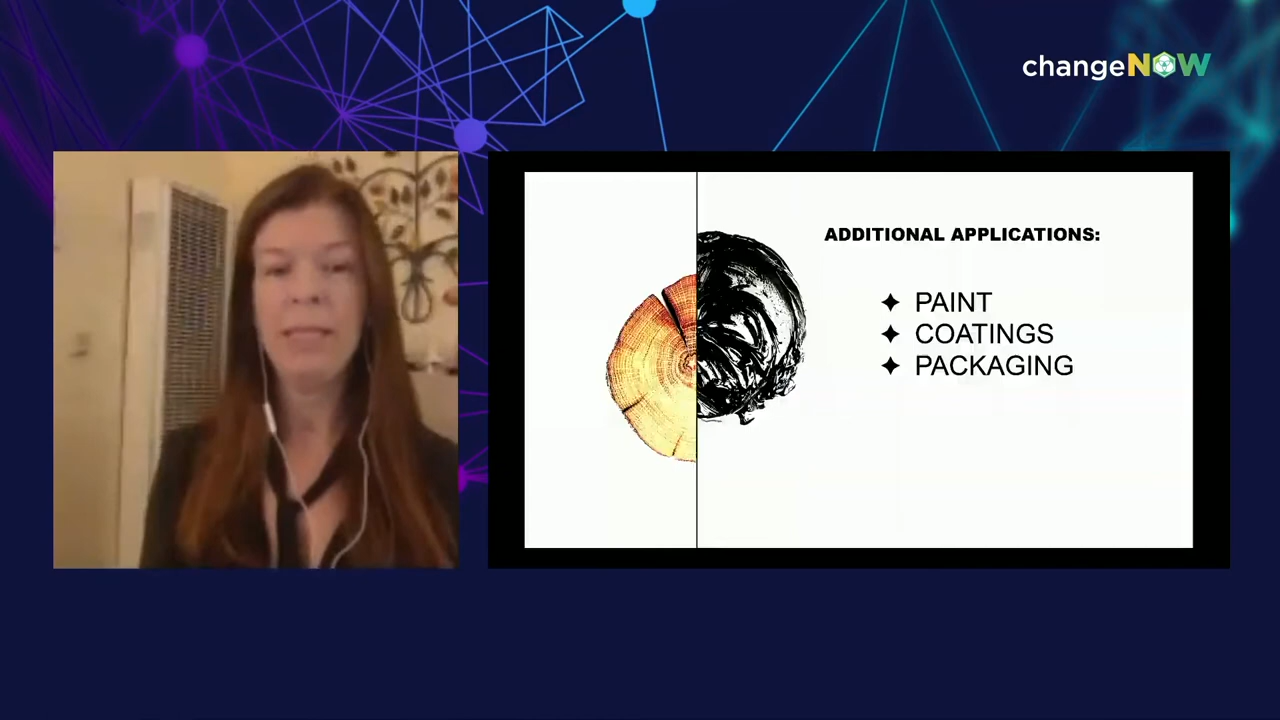 changeNOW
ADDITIONAL APPLICATIONS:
✦ PAINT
✦ COATINGS
✦ PACKAGING